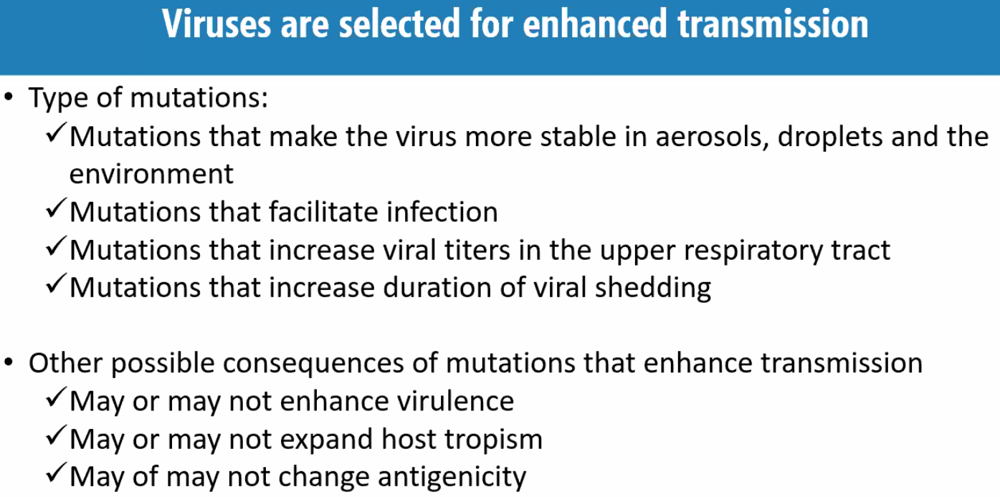 Viruses are selected for enhanced transmission
• Type of mutations:
✓Mutations that make the virus more stable in aerosols, droplets and the
environment
✓Mutations that facilitate infection
✓Mutations that increase viral titers in the upper respiratory tract
✓Mutations that increase duration of viral shedding
• Other possible consequences of mutations that enhance transmission
✓May or may not enhance virulence
✓May or may not expand host tropism
✓May of may not change antigenicity